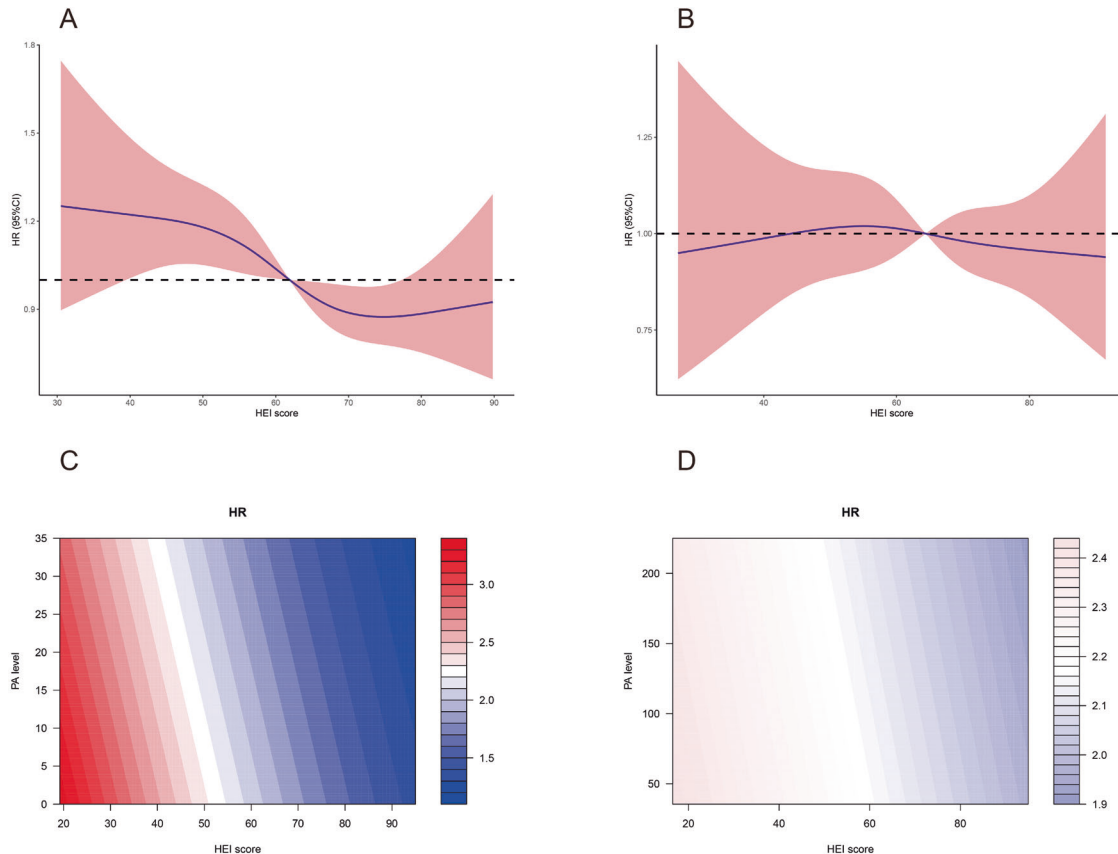 A
HR (95%CI)
1.8
1.5
1.2
0.9
30 40 50 60 70 80 90
HEI score
B
HR (95%CI)
1.25
1.00
0.75
40 60 80
HEI score
C
HR
PA level
35
30
25
20
15
10
5
0
20 30 40 50 60 70 80 90
HEI score
3.0
2.5
2.0
1.5
D
HR
PA level
200
150
100
50
20 40 60 80
HEI score
2.4
2.3
2.2
2.1
2.0
1.9